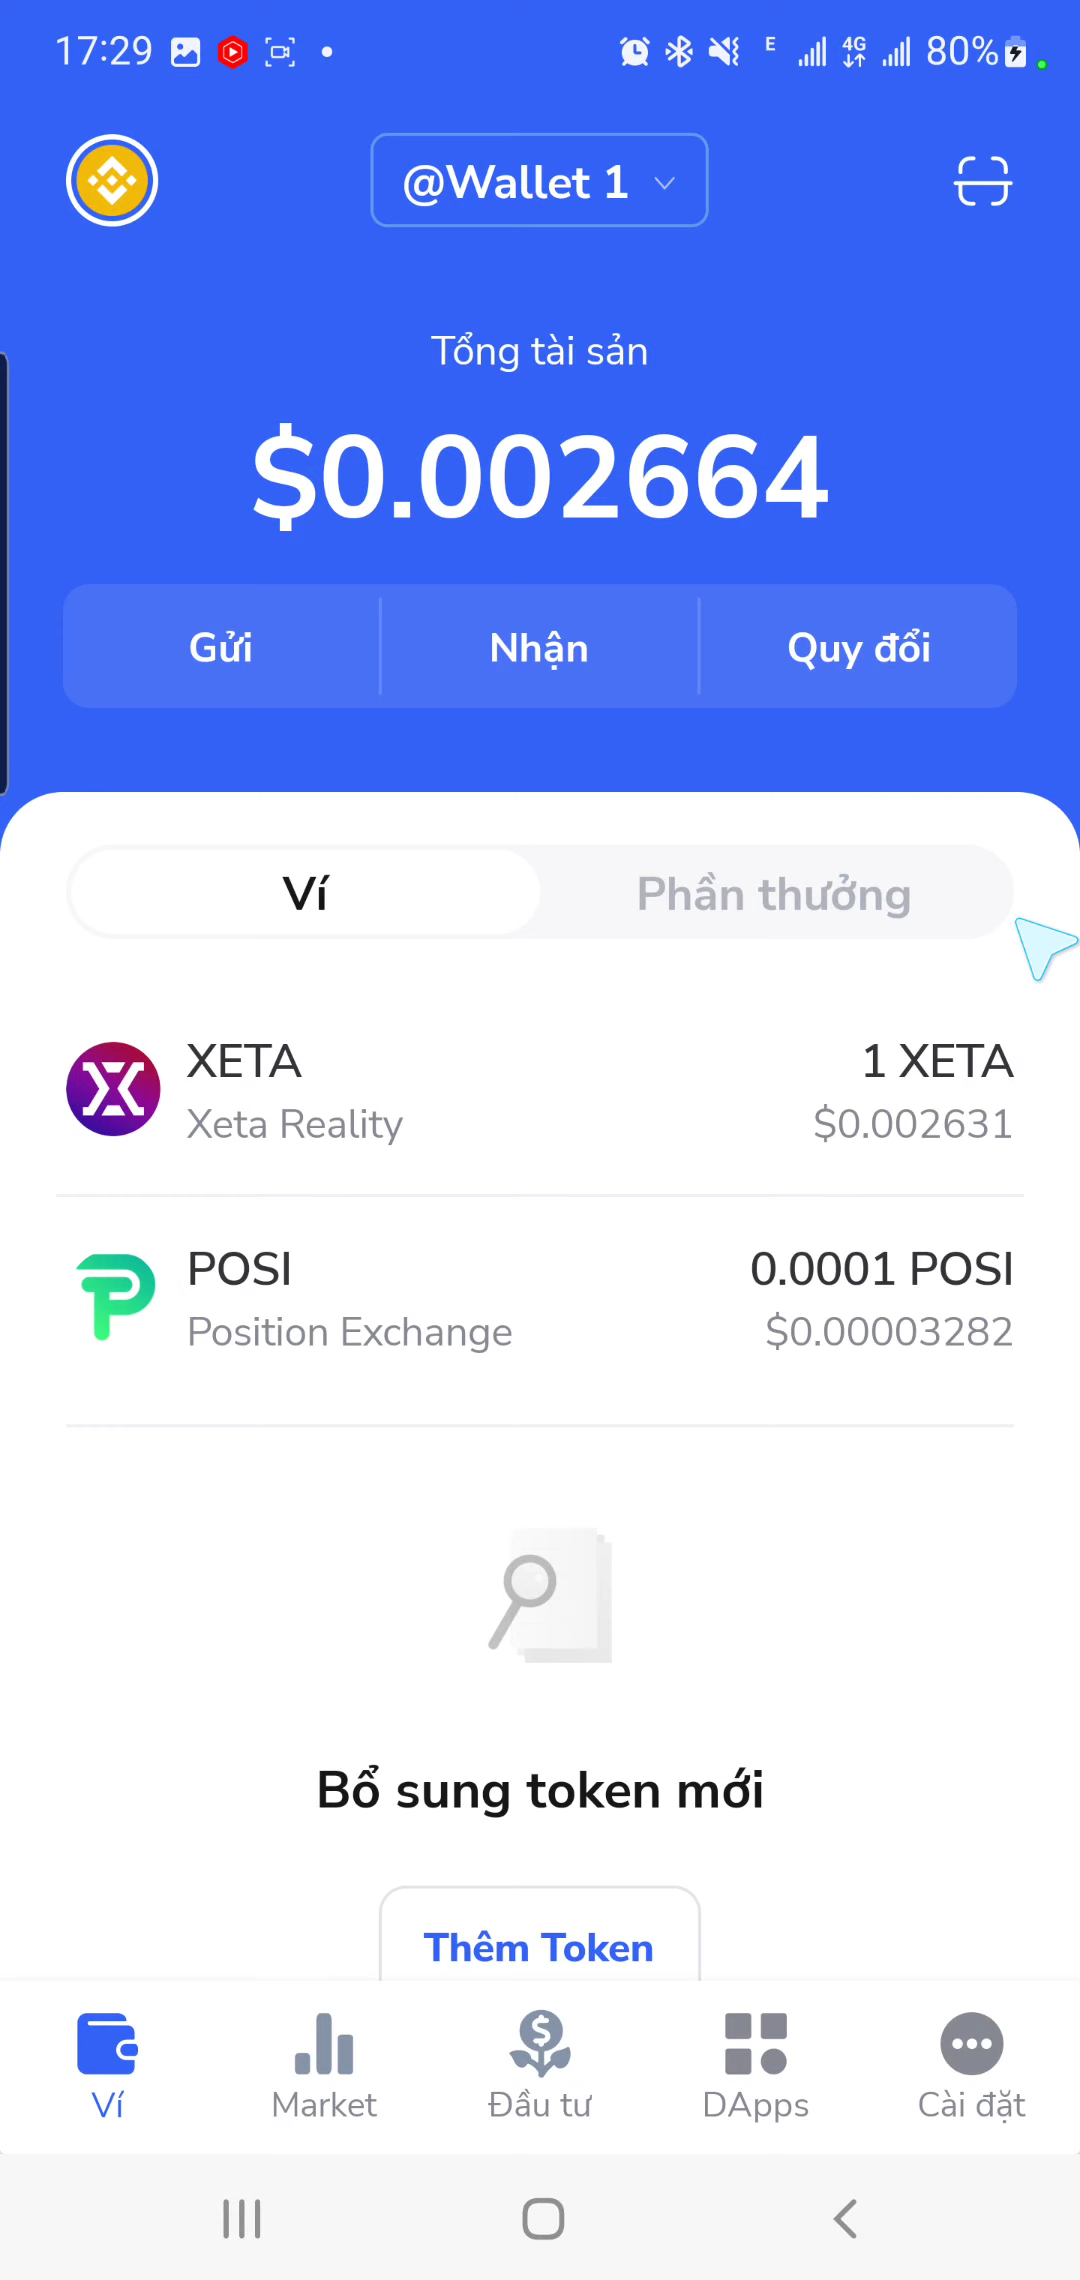 17:29
E
4G
80%
@Wallet 1
Tổng tài sản
$0.002664
Gửi
Nhận
Quy đổi
Ví
Phần thưởng
XETA
1 XETA
Xeta Reality
$0.002631
POSI
0.0001 POSI
Position Exchange
$0.00003282
Bổ sung token mới
Thêm Token
Ví
Market
Đầu tư
DApps
Cài đặt